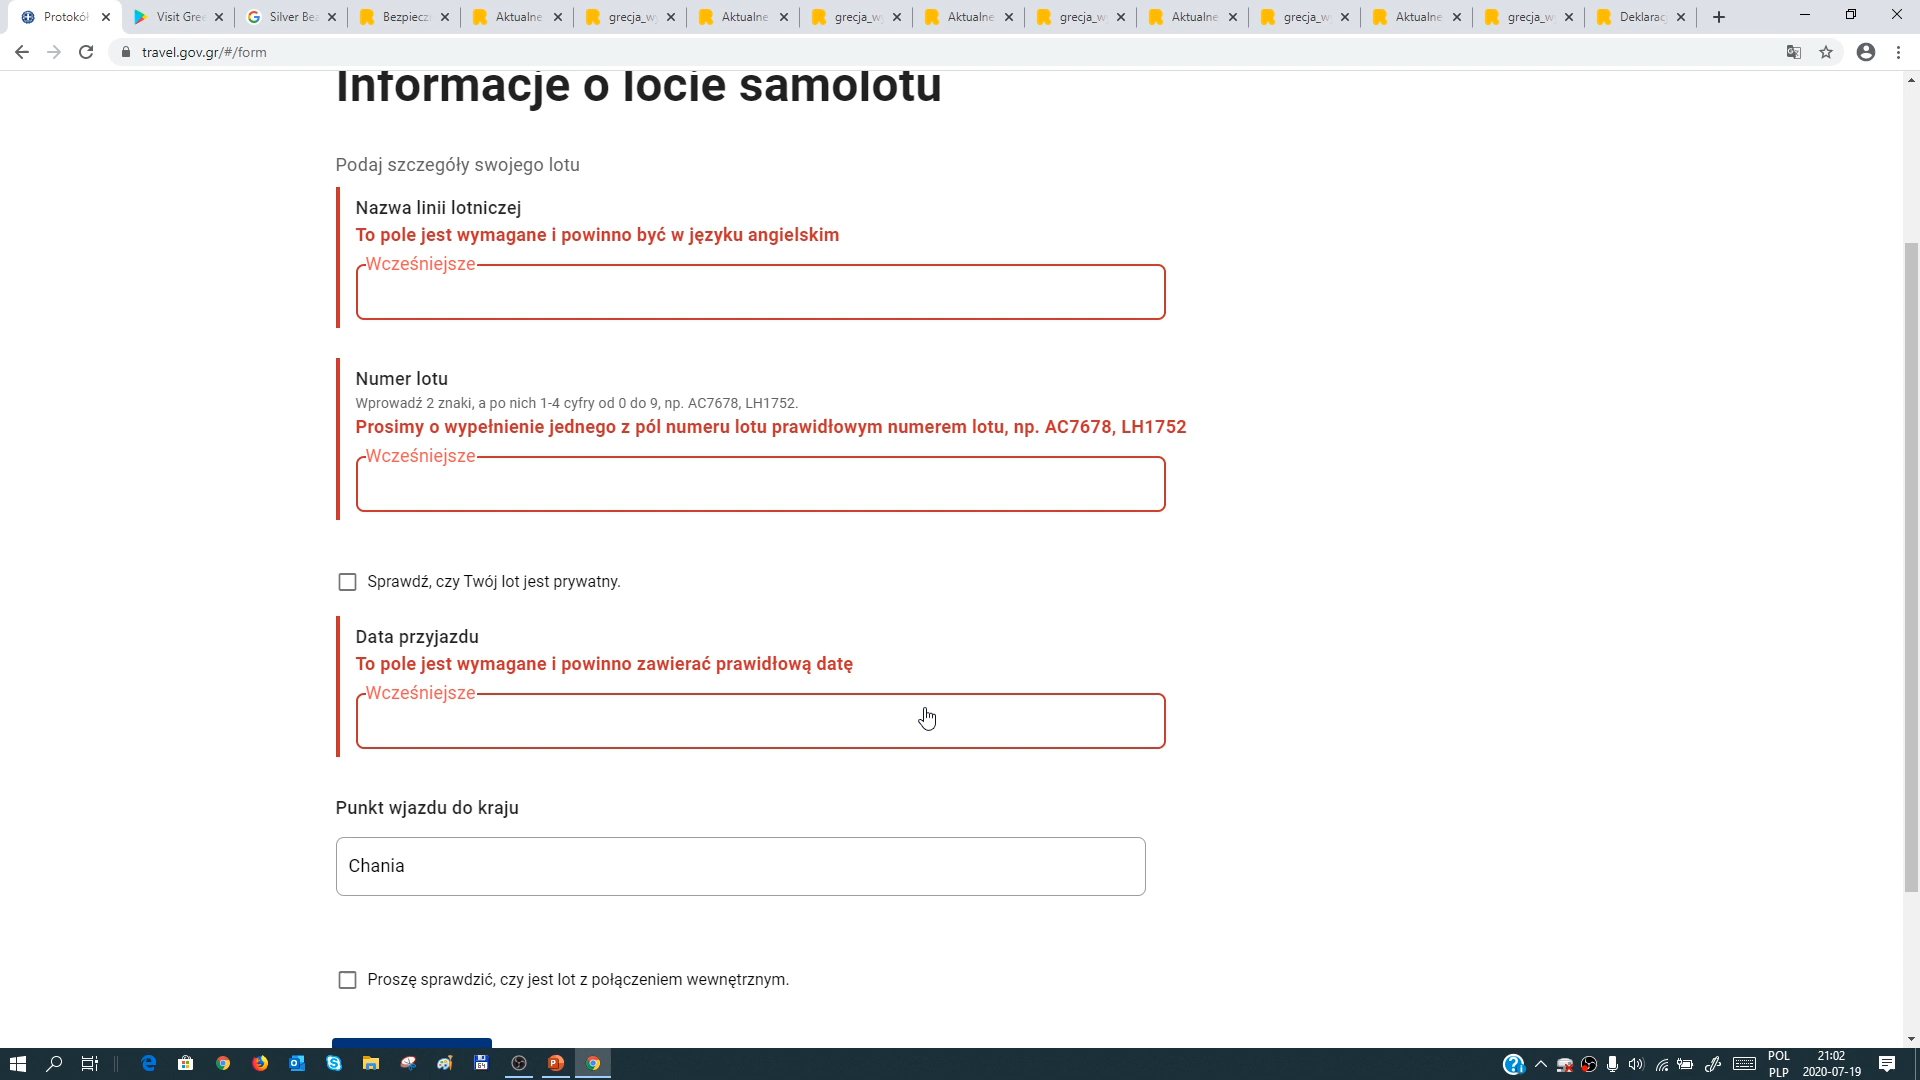 Protokół
Visit Gre
Silver Be
Bezpiecz
Aktualne
grecja_w
Aktualne
grecja_w
Aktualne
grecja_w
Aktualne
grecja_w
Aktualne
grecja_w
Deklarac
travel.gov.gr/#/form
Informacje o locie samolotu
Podaj szczegóły swojego lotu
Nazwa linii lotniczej
To pole jest wymagane i powinno być w języku angielskim
Wcześniejsze
Numer lotu
Wprowadź 2 znaki, a po nich 1-4 cyfry od 0 do 9, np. AC7678, LH1752.
Prosimy o wypełnienie jednego z pól numeru lotu prawidłowym numerem lotu, np. AC7678, LH1752
Wcześniejsze
Sprawdź, czy Twój lot jest prywatny.
Data przyjazdu
To pole jest wymagane i powinno zawierać prawidłową datę
Wcześniejsze
Punkt wjazdu do kraju
Chania
Proszę sprawdzić, czy jest lot z połączeniem wewnętrznym.
POL
PLP
21:02
2020-07-19